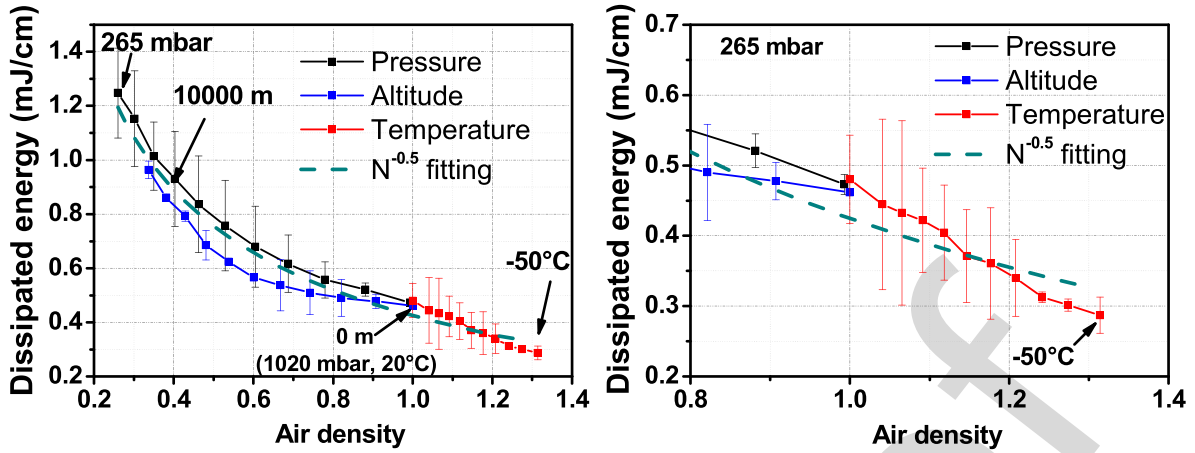 Dissipated energy (mJ/cm)
1.4
1.2
1.0
0.8
0.6
0.4
0.2
265 mbar
10000 m
Pressure
Altitude
Temperature
N-0.5 fitting
-50°C
0 m
(1020 mbar, 20°C)
0.2 0.4 0.6 0.8 1.0 1.2 1.4
Air density
Dissipated energy (mJ/cm)
0.7
0.6
0.5
0.4
0.3
0.2
265 mbar
Pressure
Altitude
Temperature
N-0.5 fitting
-50°C
0.8 1.0 1.2 1.4
Air density
f